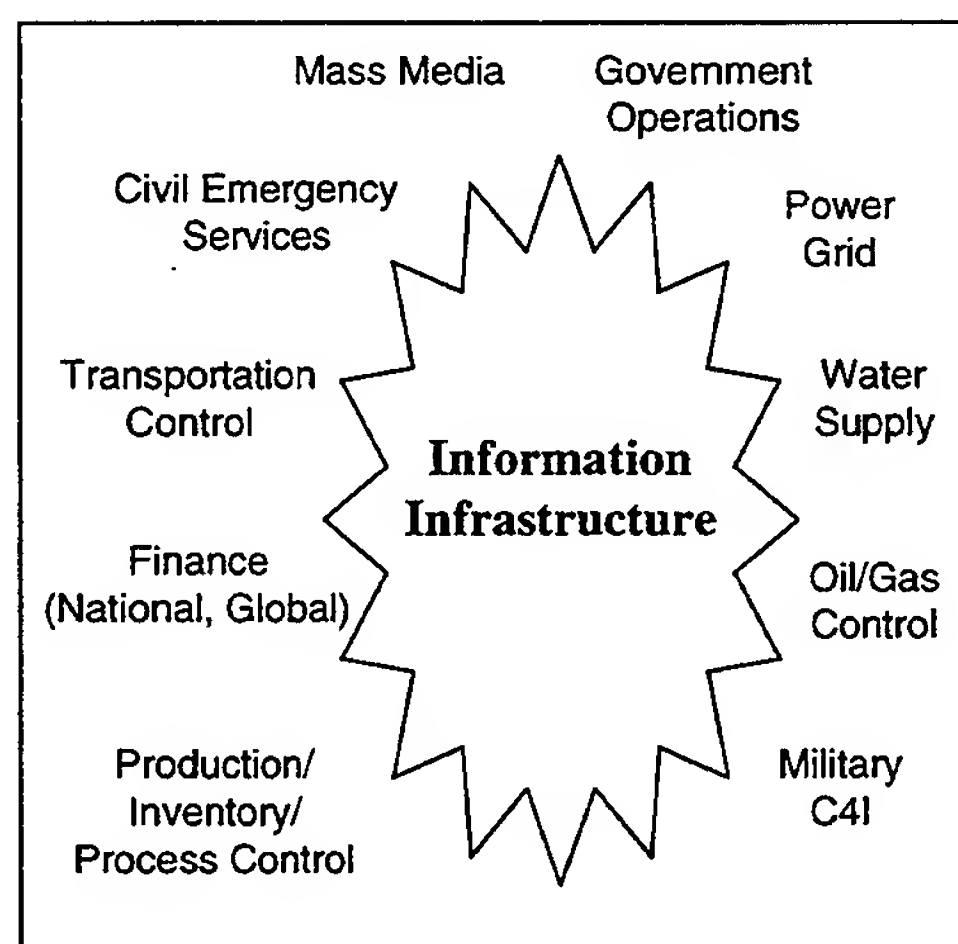 Mass Media
Government
Operations
Civil Emergency
Services
Power
Grid
Transportation
Control
Water
Supply
Information
Infrastructure
Finance
(National, Global)
Oil/Gas
Control
Production/
Inventory/
Process Control
Military
C4I